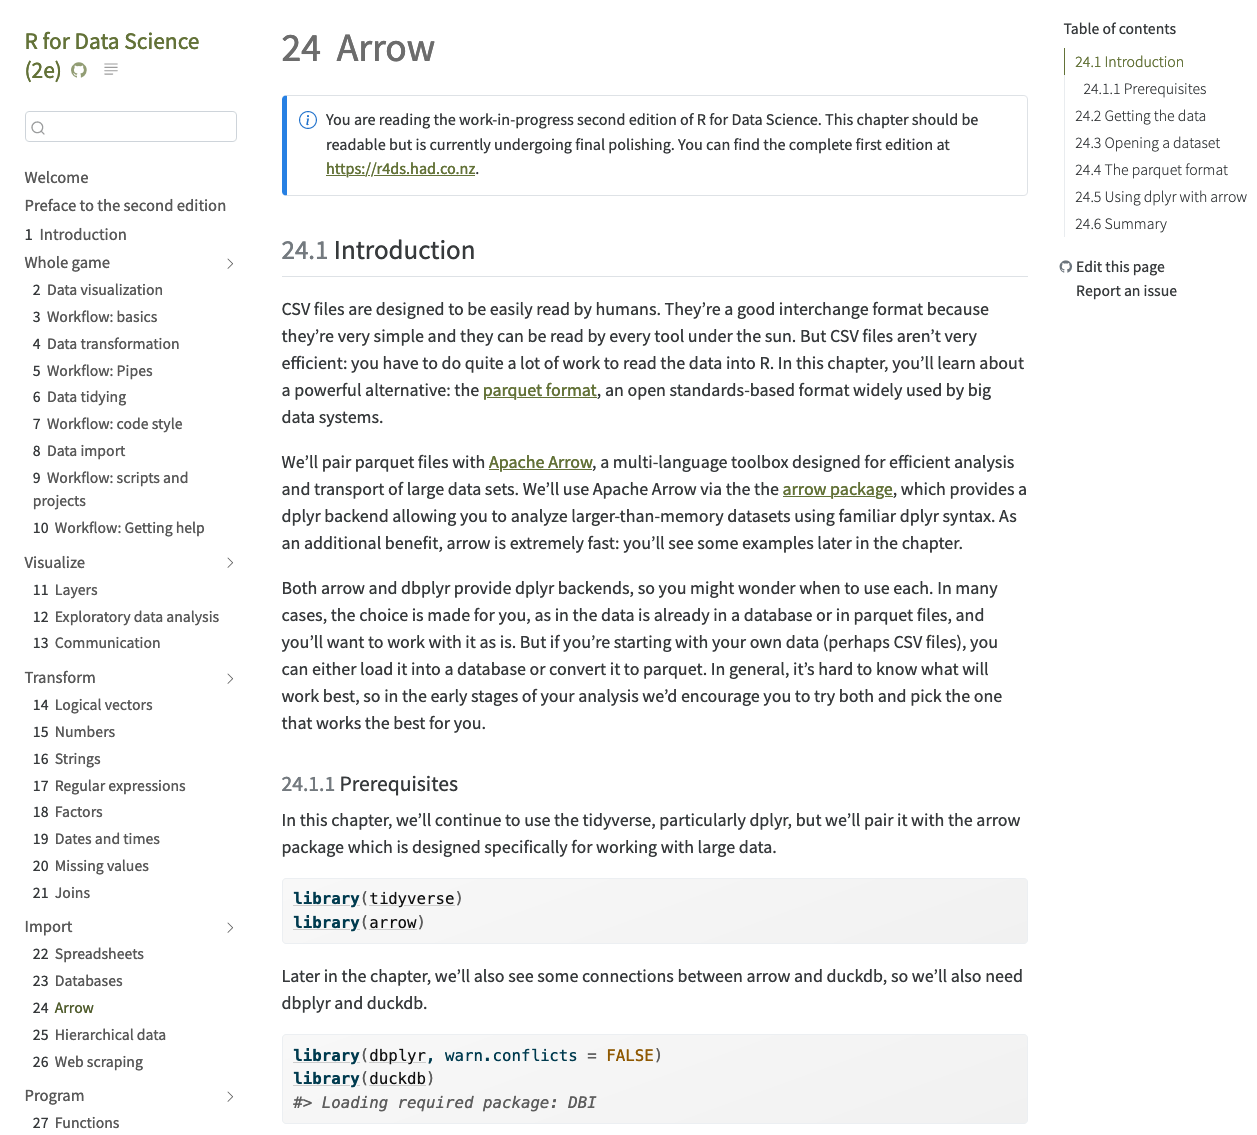 R for Data Science
(2e)
Welcome
Preface to the second edition
1 Introduction
Whole game
2 Data visualization
3 Workflow: basics
4 Data transformation
5 Workflow: Pipes
6 Data tidying
7 Workflow: code style
8 Data import
9 Workflow: scripts and
projects
10 Workflow: Getting help
Visualize
11 Layers
12 Exploratory data analysis
13 Communication
Transform
14 Logical vectors
15 Numbers
16 Strings
17 Regular expressions
18 Factors
19 Dates and times
20 Missing values
21 Joins
Import
22 Spreadsheets
23 Databases
24 Arrow
25 Hierarchical data
26 Web scraping
Program
27 Functions
24 Arrow
You are reading the work-in-progress second edition of R for Data Science. This chapter should be
readable but is currently undergoing final polishing. You can find the complete first edition at
https://r4ds.had.co.nz.
24.1 Introduction
CSV files are designed to be easily read by humans. They’re a good interchange format because
they’re very simple and they can be read by every tool under the sun. But CSV files aren’t very
efficient: you have to do quite a lot of work to read the data into R. In this chapter, you’ll learn about
a powerful alternative: the parquet format, an open standards-based format widely used by big
data systems.
We’ll pair parquet files with Apache Arrow, a multi-language toolbox designed for efficient analysis
and transport of large data sets. We’ll use Apache Arrow via the the arrow package, which provides a
dplyr backend allowing you to analyze larger-than-memory datasets using familiar dplyr syntax. As
an additional benefit, arrow is extremely fast: you’ll see some examples later in the chapter.
Both arrow and dbplyr provide dplyr backends, so you might wonder when to use each. In many
cases, the choice is made for you, as in the data is already in a database or in parquet files, and
you’ll want to work with it as is. But if you’re starting with your own data (perhaps CSV files), you
can either load it into a database or convert it to parquet. In general, it’s hard to know what will
work best, so in the early stages of your analysis we’d encourage you to try both and pick the one
that works the best for you.
24.1.1 Prerequisites
In this chapter, we’ll continue to use the tidyverse, particularly dplyr, but we’ll pair it with the arrow
package which is designed specifically for working with large data.
library(tidyverse)
library(arrow)
Later in the chapter, we’ll also see some connections between arrow and duckdb, so we’ll also need
dbplyr and duckdb.
library(dbplyr, warn.conflicts = FALSE)
library(duckdb)
#> Loading required package: DBI
Table of contents
24.1 Introduction
24.1.1 Prerequisites
24.2 Getting the data
24.3 Opening a dataset
24.4 The parquet format
24.5 Using dplyr with arrow
24.6 Summary
Edit this page
Report an issue